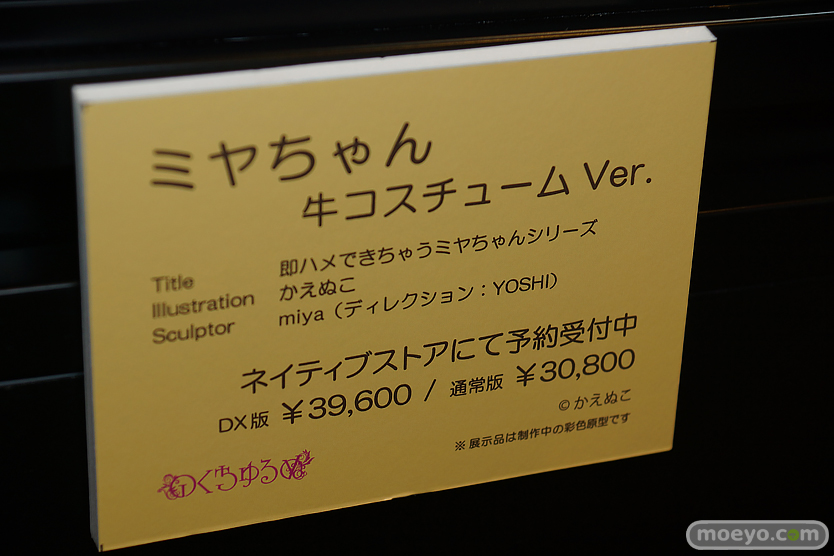 ミヤちゃん
牛コスチューム Ver.
Title 即ハメできちゃうミヤちゃんシリーズ
Illustration かえぬこ
Sculptor miya（ディレクション：YOSHI）
ネイティブストアにて予約受付中
DX版 ￥39,600 / 通常版 ￥30,800
© かえぬこ
※ 展示品は制作中の彩色原型です
moeyo.com